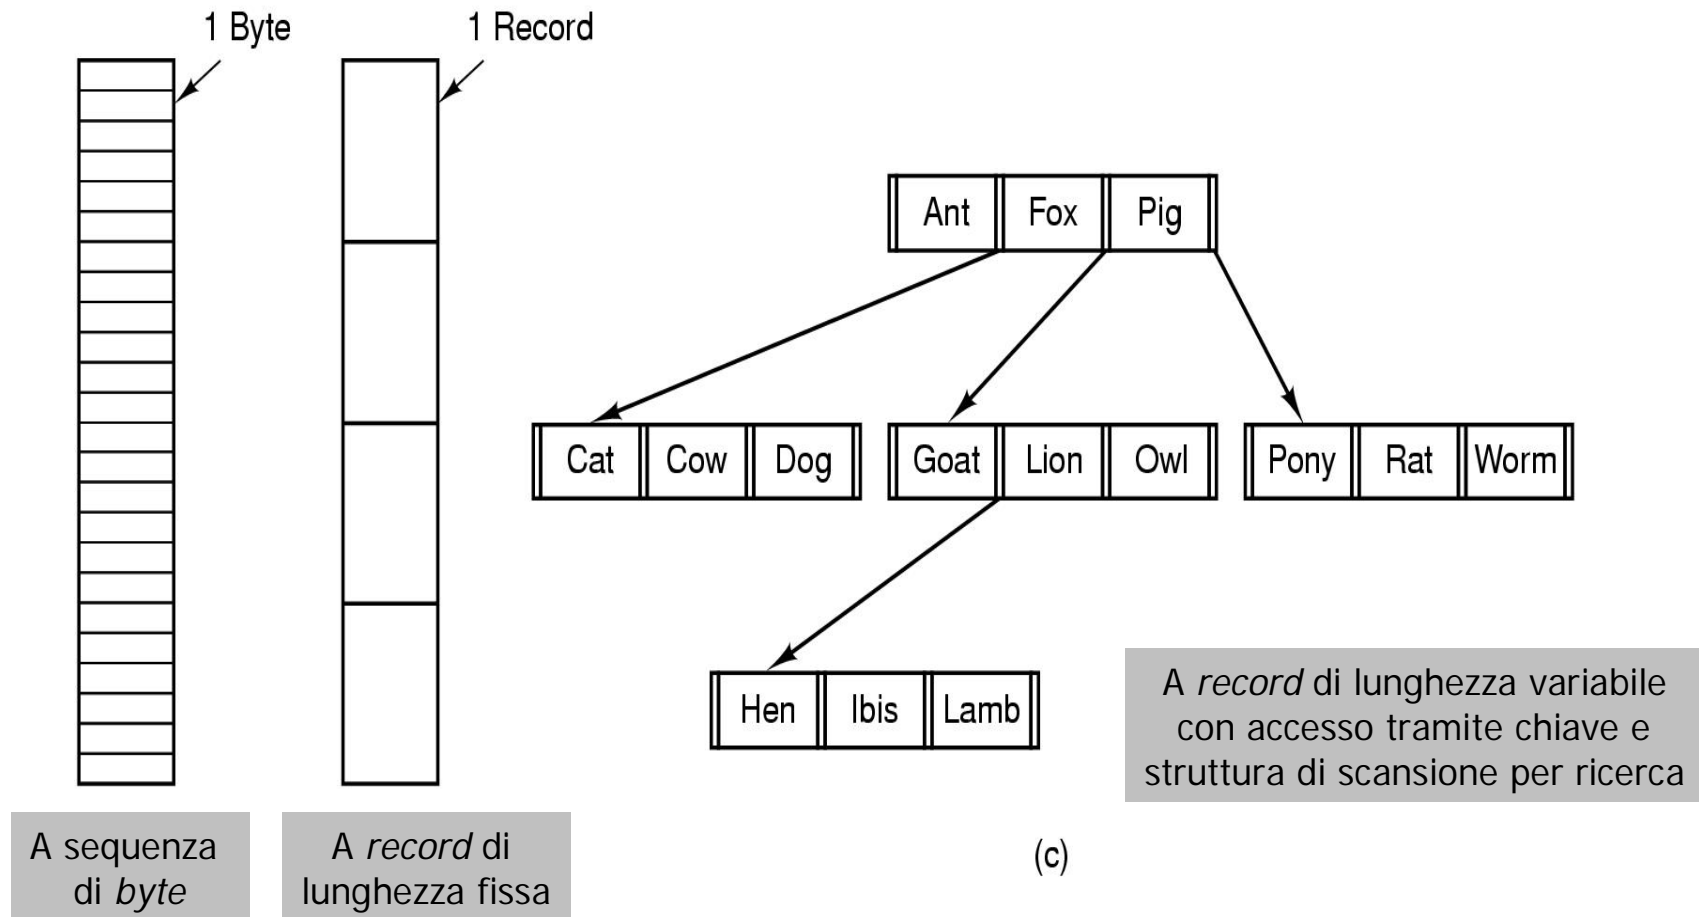 1 Byte
1 Record
Ant Fox Pig
Cat Cow Dog
Goat Lion Owl
Pony Rat Worm
Hen Ibis Lamb
A record di lunghezza variabile
con accesso tramite chiave e
struttura di scansione per ricerca
A sequenza
di byte
A record di
lunghezza fissa
(c)